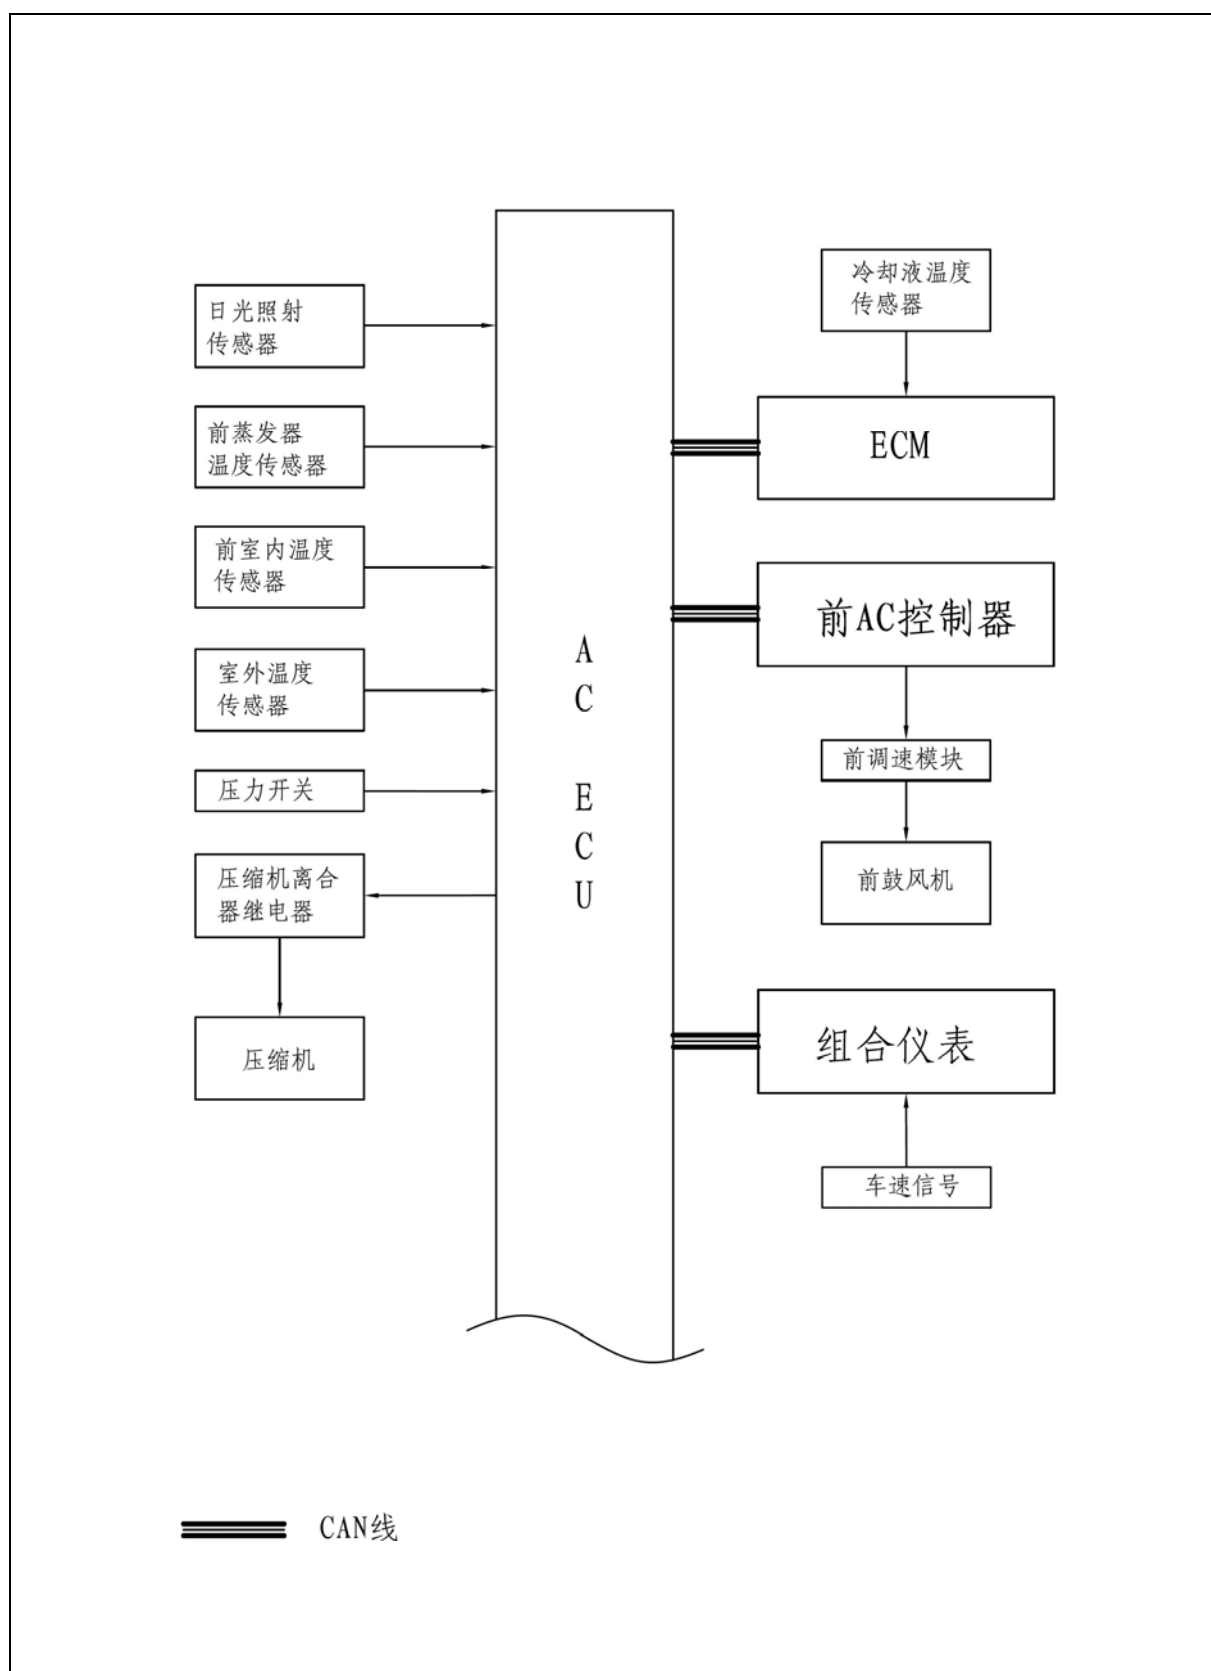 日光照射
传感器
前蒸发器
温度传感器
前室内温度
传感器
室外温度
传感器
压力开关
压缩机离合
器继电器
压缩机
A
C
E
C
U
冷却液温度
传感器
ECM
前AC控制器
前调速模块
前鼓风机
组合仪表
车速信号
CAN线